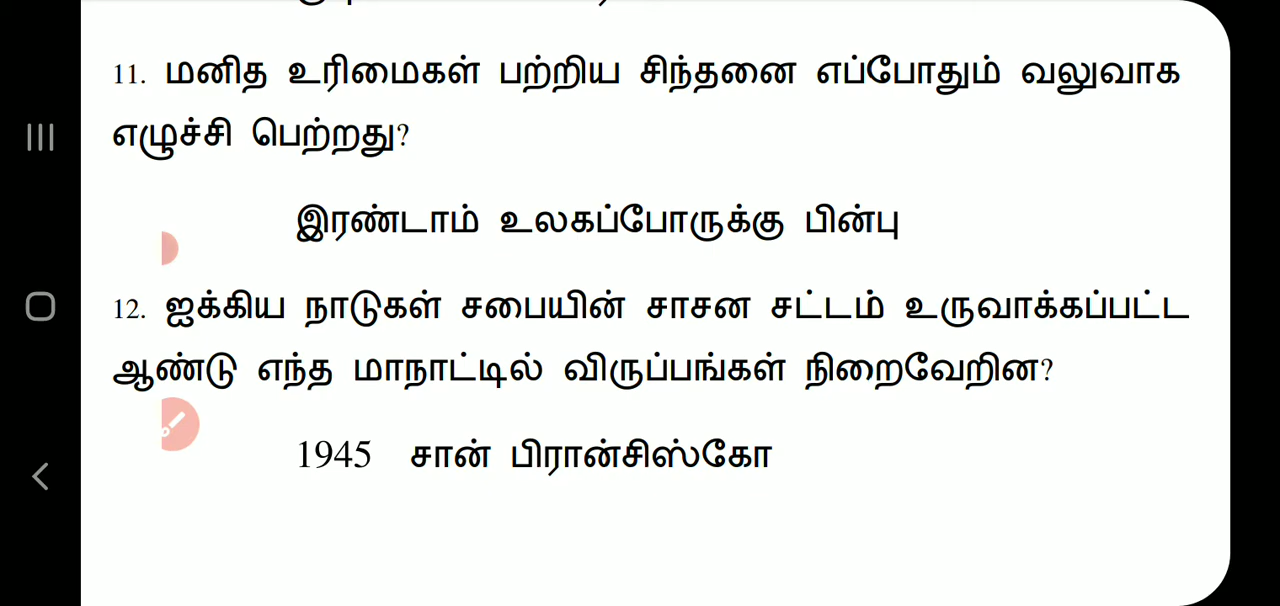 11. மனித உரிமைகள் பற்றிய சிந்தனை எப்போதும் வலுவாக
எழுச்சி பெற்றது?
இரண்டாம் உலகப்போருக்கு பின்பு
12. ஐக்கிய நாடுகள் சபையின் சாசன சட்டம் உருவாக்கப்பட்ட
ஆண்டு எந்த மாநாட்டில் விருப்பங்கள் நிறைவேறின?
1945 சான் பிரான்சிஸ்கோ